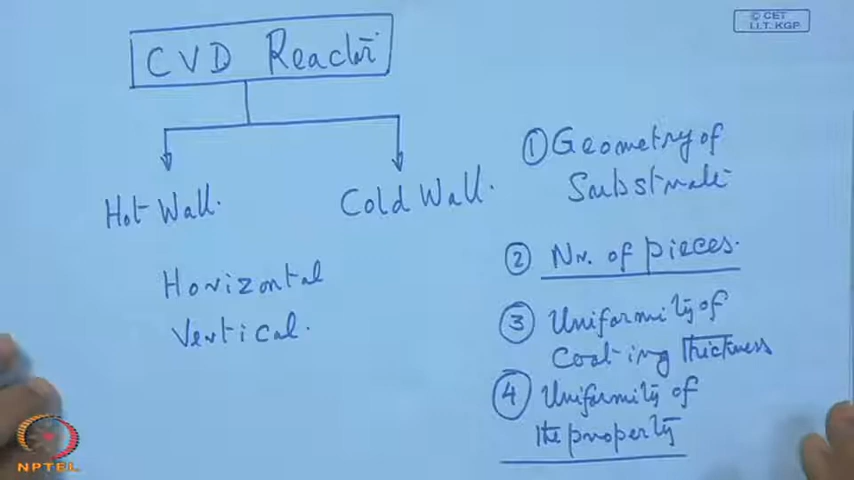 © CET
I.I.T. KGP
CVD Reactor
Hot Wall.
Cold Wall.
Horizontal
Vertical.
① Geometry of
Substrate
② Nr. of pieces.
③ Uniformity of
Coating Thickness
④ Uniformity of
the property
NPTEL